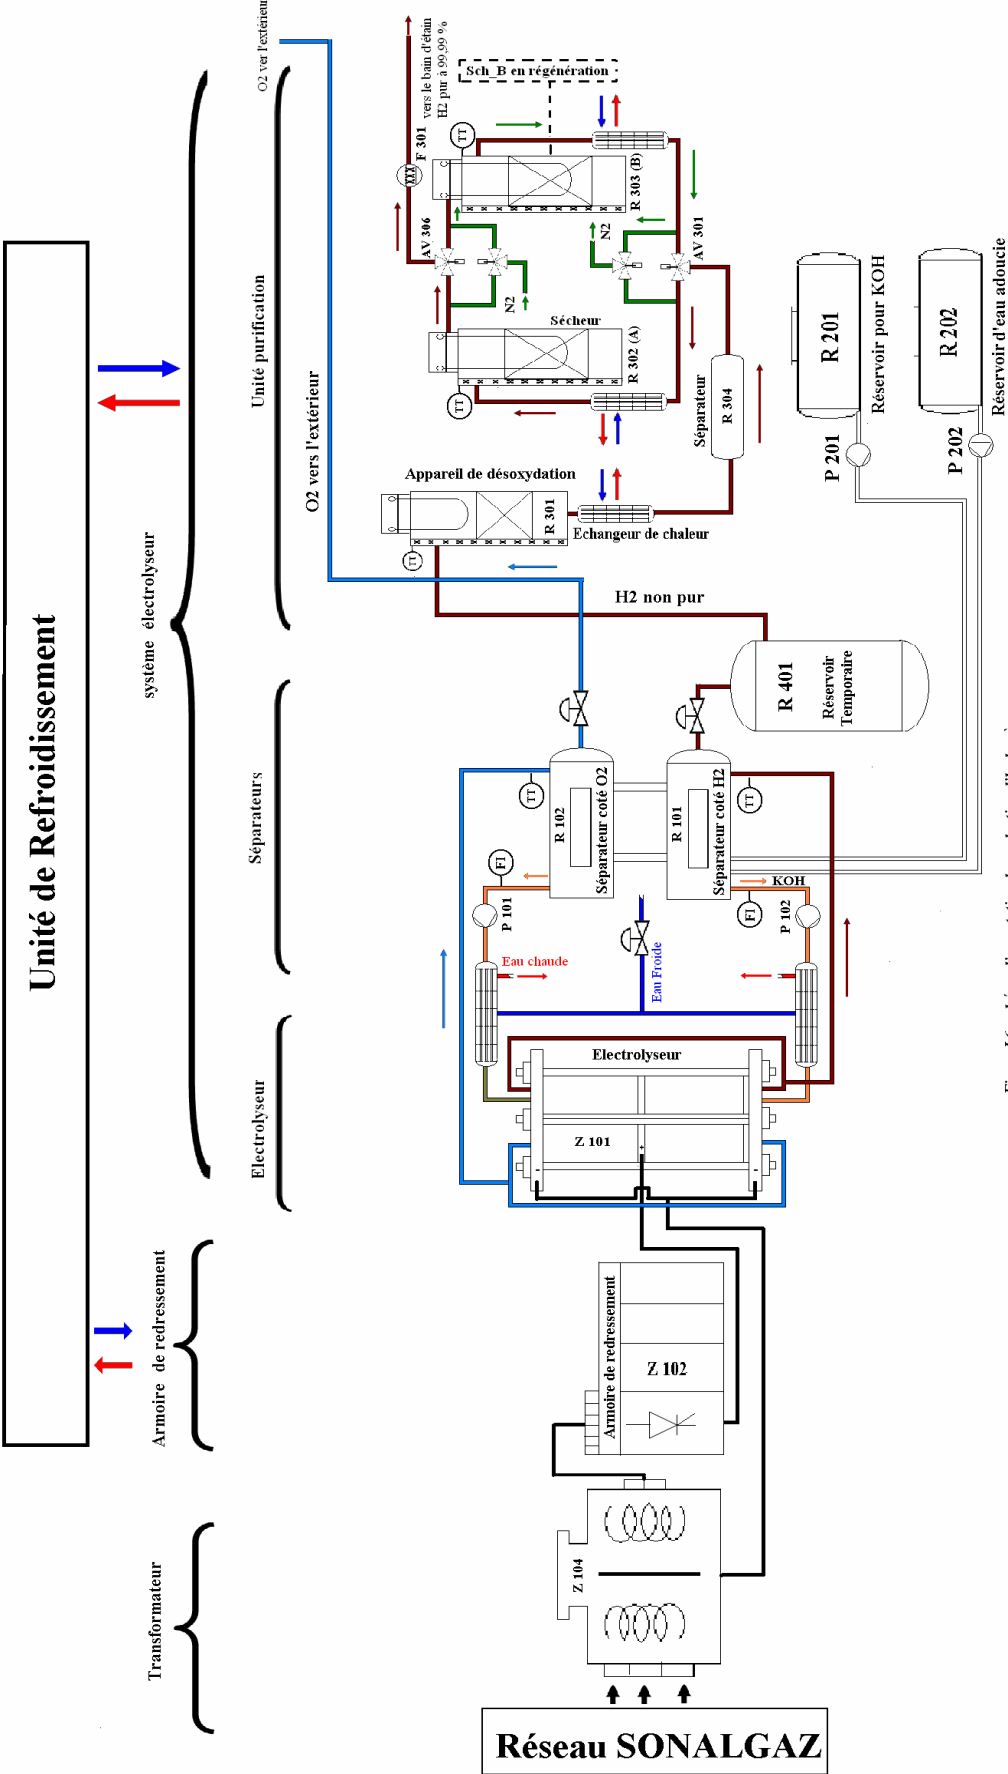 Unité de Refroidissement
système électrolyseur
Armoire de redressement
Transformateur
Unité purification
Séparateurs
Electrolyseur
O2 ver l'extérieur
O2 vers l'extérieur
vers le bain d'étain
H2 pur à 99,99 %
Sch_B en régénération
F 301
TT
R 303 (B)
AV 306
N2
N2
AV 301
Sécheur
R 302 (A)
TT
Séparateur
R 304
Appareil de désoxydation
R 301
TT
Echangeur de chaleur
H2 non pur
R 201
Réservoir pour KOH
P 201
R 202
Réservoir d'eau adoucie
P 202
R 401
Réservoir
Temporaire
R 102
Séparateur coté O2
TT
R 101
Séparateur coté H2
TT
FI
P 101
KOH
FI
P 102
Eau chaude
Eau Froide
Electrolyseur
Z 101
+
-
-
Armoire de redressement
Z 102
Z 104
Réseau SONALGAZ